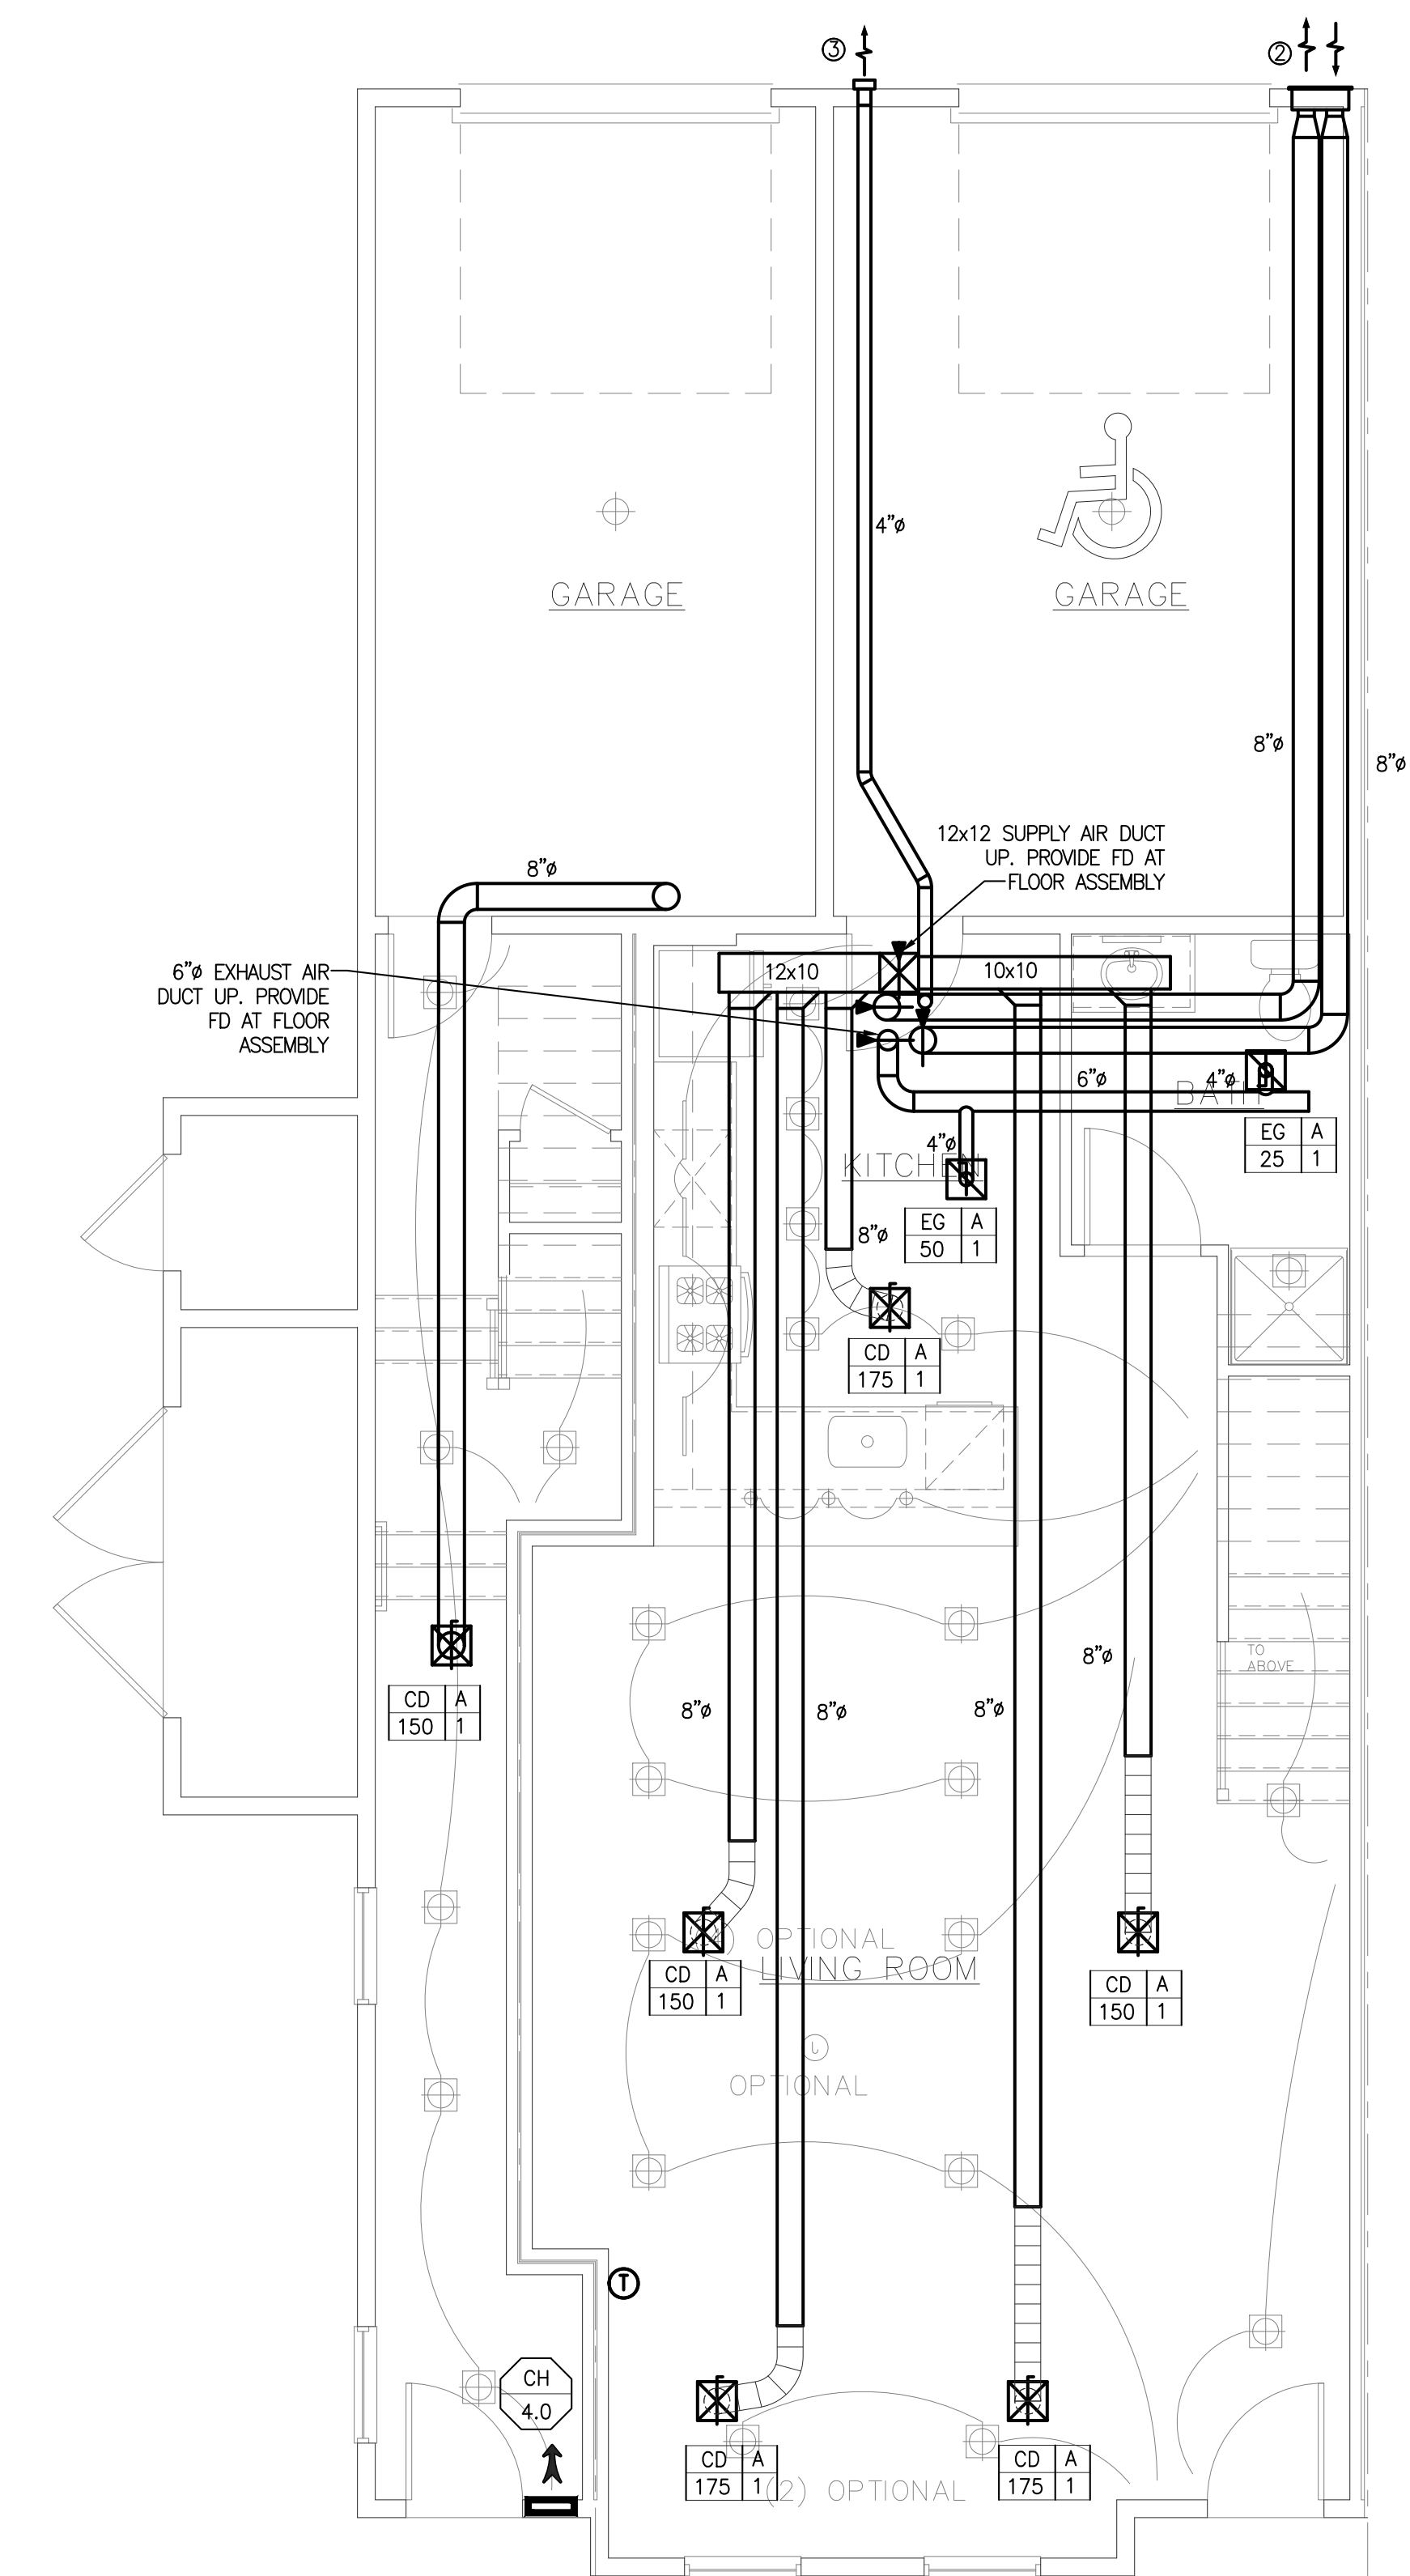 3
2
4"ø
GARAGE
GARAGE
8"ø
8"ø
12x12 SUPPLY AIR DUCT
UP. PROVIDE FD AT
FLOOR ASSEMBLY
8"ø
6"ø EXHAUST AIR
DUCT UP. PROVIDE
FD AT FLOOR
ASSEMBLY
12x10
10x10
6"ø
4"ø
BATH
EG A
25 1
4"ø
KITCHEN
EG A
50 1
8"ø
CD A
175 1
8"ø
TO
ABOVE
CD A
150 1
8"ø
8"ø
8"ø
OPTIONAL
LIVING ROOM
CD A
150 1
CD A
150 1
OPTIONAL
T
CH
4.0
CD A
175 1
CD A
175 1
(2) OPTIONAL